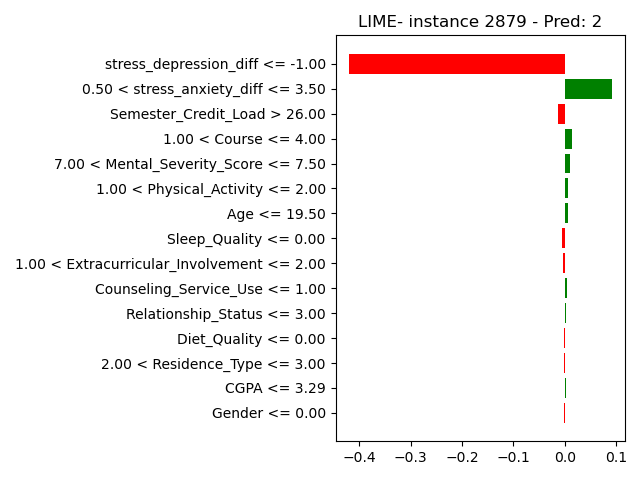 LIME- instance 2879 - Pred: 2
stress_depression_diff <= -1.00
0.50 < stress_anxiety_diff <= 3.50
Semester_Credit_Load > 26.00
1.00 < Course <= 4.00
7.00 < Mental_Severity_Score <= 7.50
1.00 < Physical_Activity <= 2.00
Age <= 19.50
Sleep_Quality <= 0.00
1.00 < Extracurricular_Involvement <= 2.00
Counseling_Service_Use <= 1.00
Relationship_Status <= 3.00
Diet_Quality <= 0.00
2.00 < Residence_Type <= 3.00
CGPA <= 3.29
Gender <= 0.00
−0.4 −0.3 −0.2 −0.1 0.0 0.1